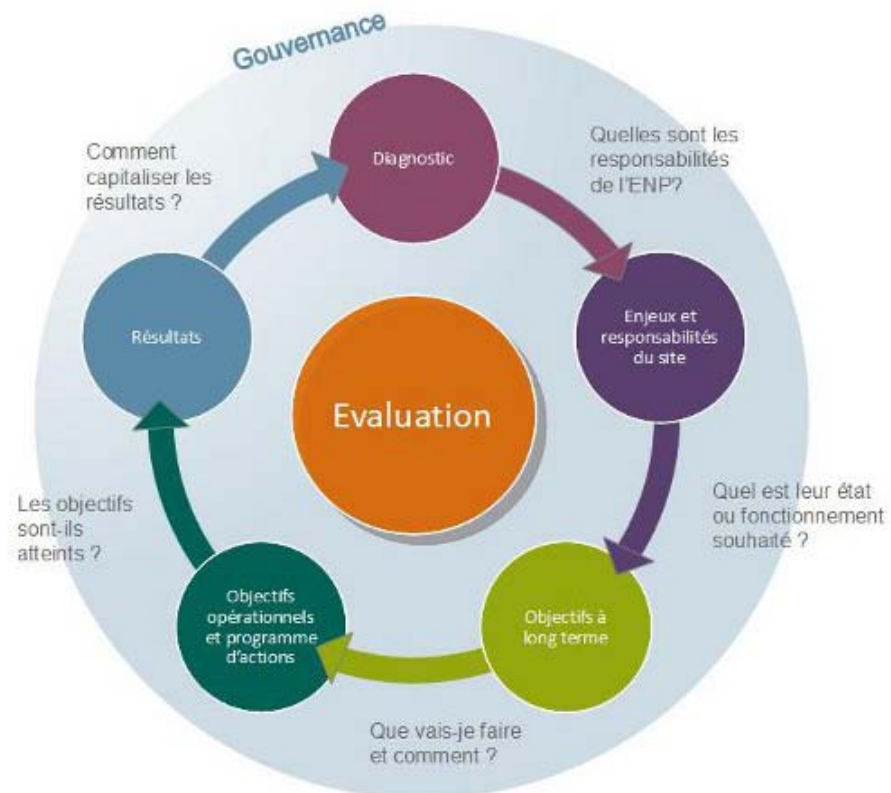 Gouvernance
Diagnostic
Quelles sont les
responsabilités
de l'ENP?
Enjeux et
responsabilités
du site
Quel est leur état
ou fonctionnement
souhaité ?
Objectifs à
long terme
Que vais-je faire
et comment ?
Objectifs
opérationnels
et programme
d'actions
Les objectifs
sont-ils
atteints ?
Résultats
Comment
capitaliser les
résultats ?
Evaluation